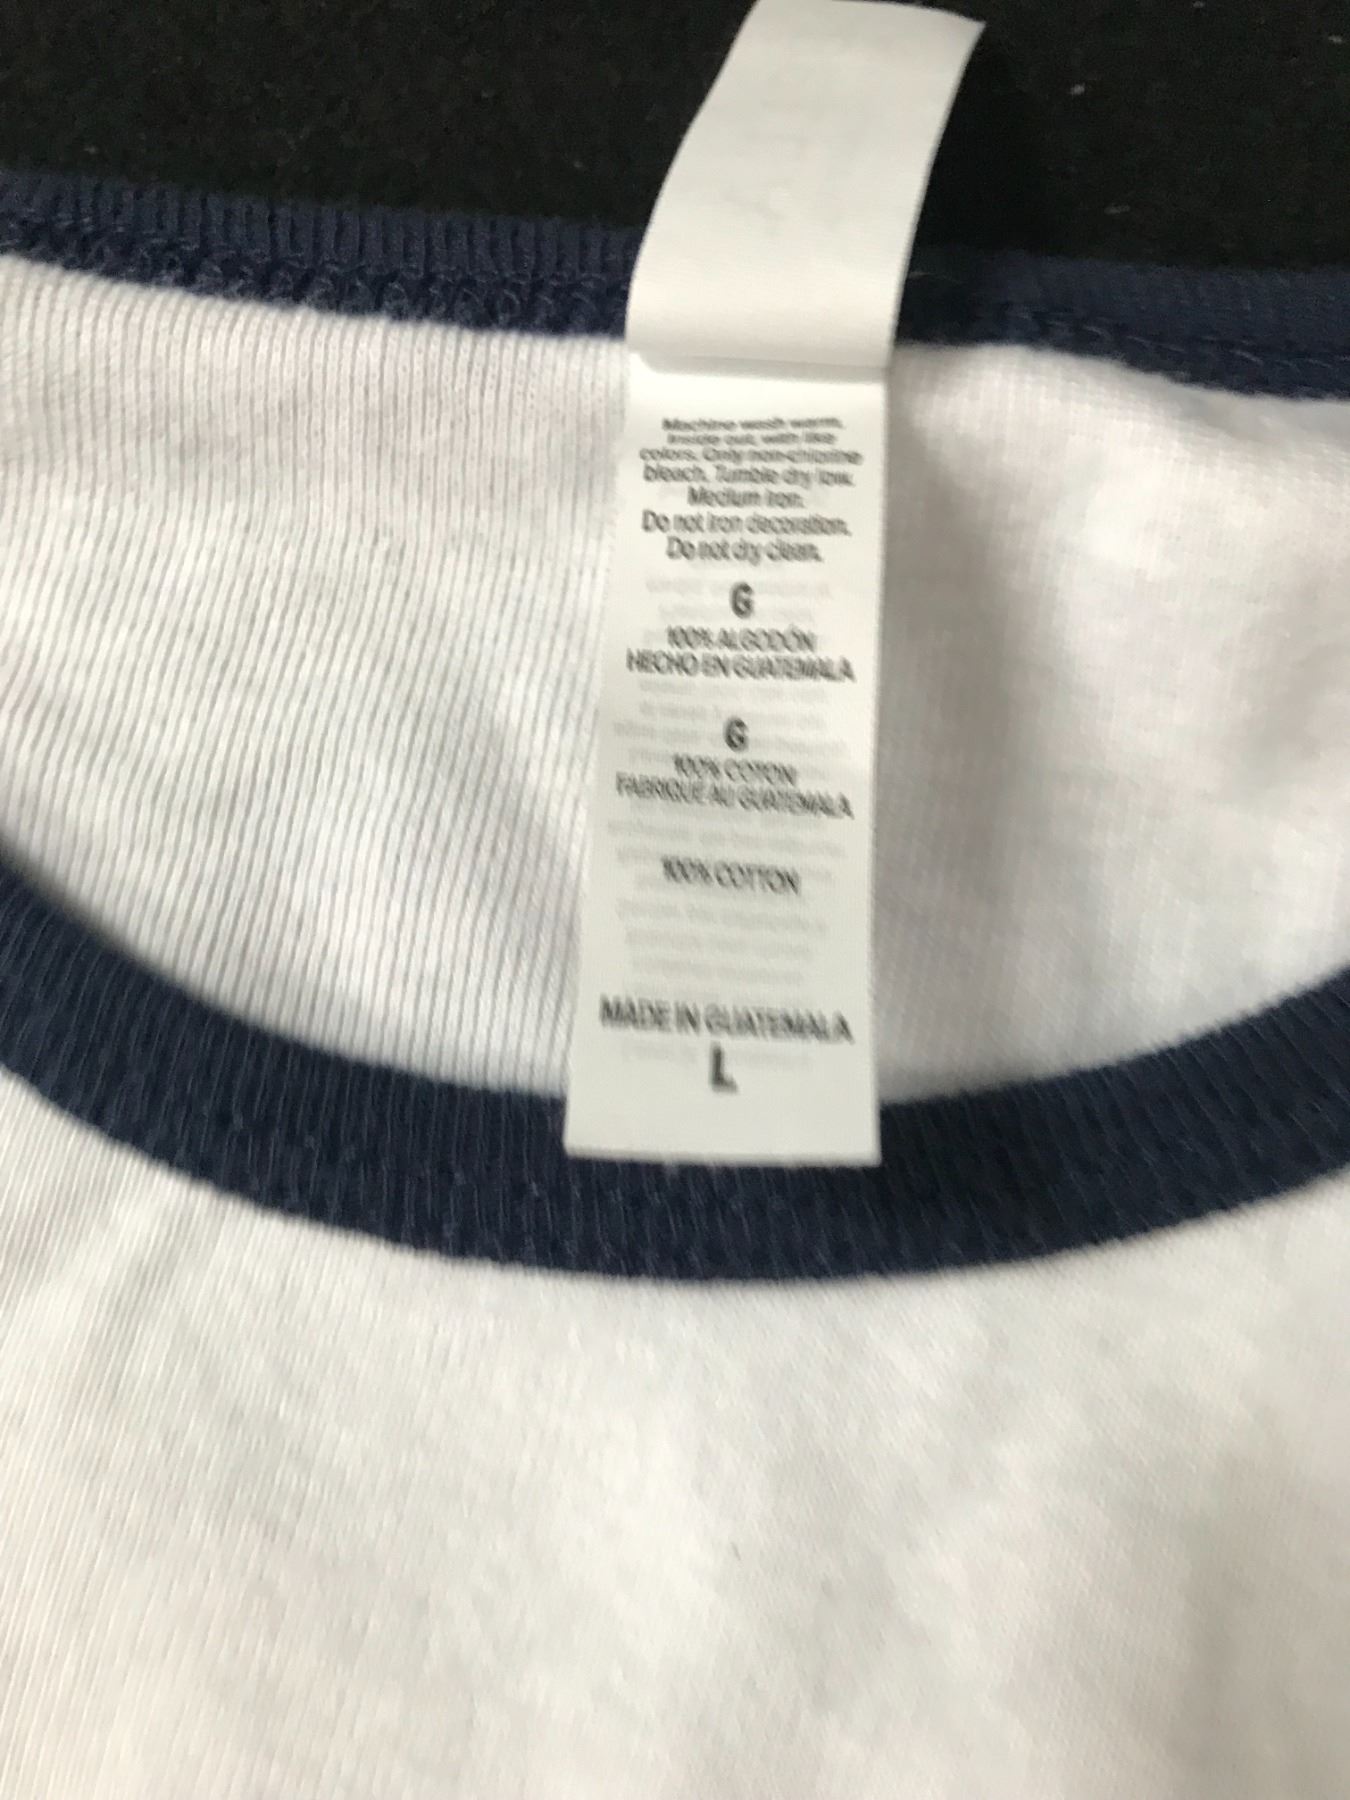 Machine wash warm,
inside out, with like
colors. Only non-chlorine
bleach. Tumble dry low.
Medium iron.
Do not iron decoration.
Do not dry clean.
G
100% ALGODÓN
HECHO EN GUATEMALA
G
100% COTON
FABRIQUÉ AU GUATEMALA
100% COTTON
MADE IN GUATEMALA
L